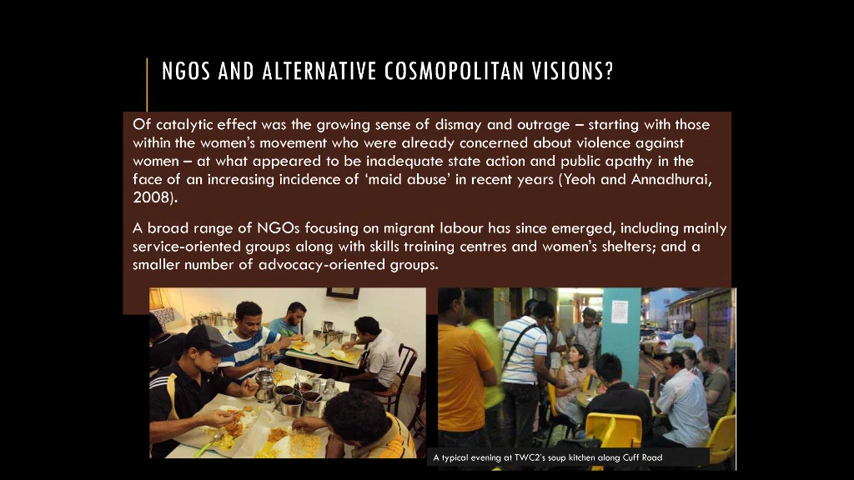 NGOS AND ALTERNATIVE COSMOPOLITAN VISIONS?
Of catalytic effect was the growing sense of dismay and outrage – starting with those
within the women's movement who were already concerned about violence against
women – at what appeared to be inadequate state action and public apathy in the
face of an increasing incidence of 'maid abuse' in recent years (Yeoh and Annadhurai,
2008).
A broad range of NGOs focusing on migrant labour has since emerged, including mainly
service-oriented groups along with skills training centres and women's shelters; and a
smaller number of advocacy-oriented groups.
A typical evening at TWC2's soup kitchen along Cuff Road